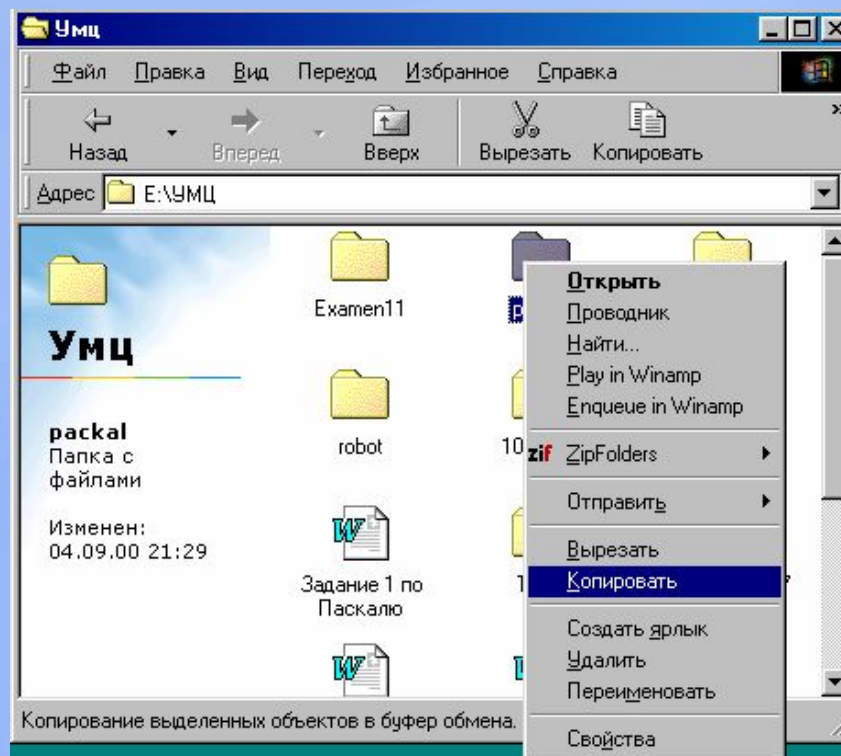 Умц
Файл Правка Вид Переход Избранное Справка
Назад Вперед Вверх Вырезать Копировать
Адрес E:\УМЦ
Умц
packal
Папка с
файлами
Изменен:
04.09.00 21:29
Examen11
robot
10
Задание 1 по
Паскалю
Открыть
Проводник
Найти...
Play in Winamp
Enqueue in Winamp
zif ZipFolders
Отправить
Вырезать
Копировать
Создать ярлык
Удалить
Переименовать
Свойства
Копирование выделенных объектов в буфер обмена.